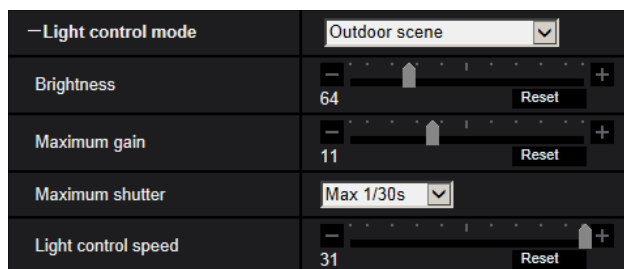 −Light control mode
Outdoor scene
Brightness
− +
64 Reset
Maximum gain
− +
11 Reset
Maximum shutter
Max 1/30s
Light control speed
− +
31 Reset